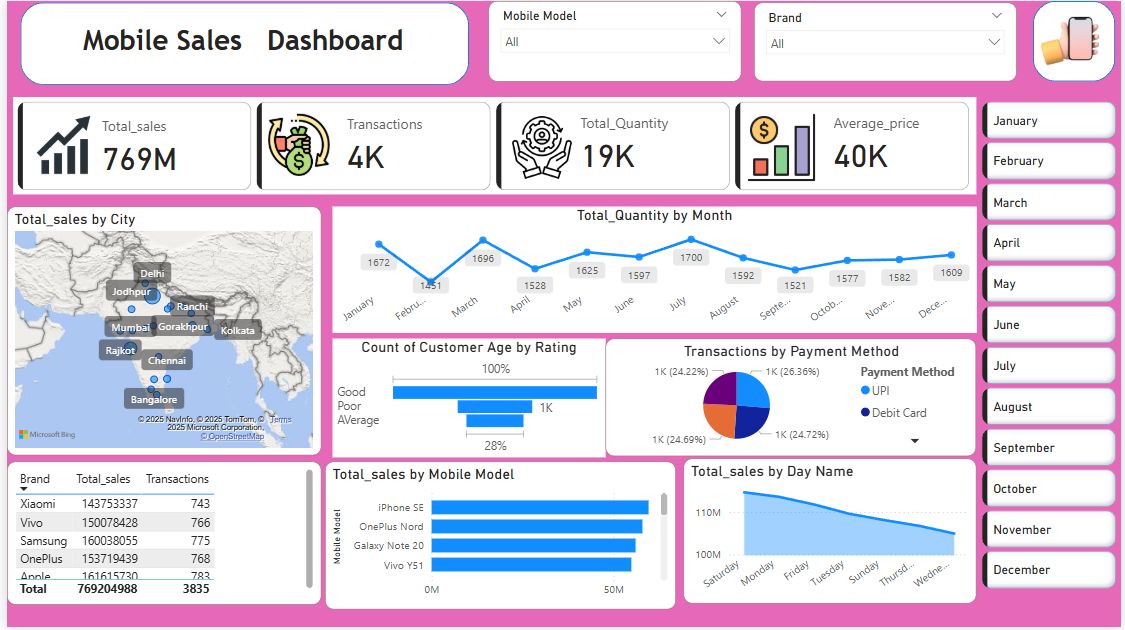 Mobile Sales Dashboard
Mobile Model
All
Brand
All
Total_sales
769M
Transactions
4K
Total_Quantity
19K
Average_price
40K
January
February
March
April
May
June
July
August
September
October
November
December
Total_sales by City
Delhi
Jodhpur
Ranchi
Mumbai
Gorakhpur
Kolkata
Rajkot
Chennai
Bangalore
© 2025 NavInfo, © 2025 TomTom, © Terms
2025 Microsoft Corporation,
© OpenStreetMap
Microsoft Bing
Total_Quantity by Month
1672
1451
1696
1528
1625
1597
1700
1592
1521
1577
1582
1609
January
Febru...
March
April
May
June
July
August
Septe...
Octob...
Nove...
Dece...
Count of Customer Age by Rating
100%
Good
Poor
AVerage
1K
28%
Transactions by Payment Method
1K (24.22%)
1K (26.36%)
1K (24.69%)
1K (24.72%)
Payment Method
UPI
Debit Card
Brand Total_sales Transactions
Xiaomi 143753337 743
Vivo 150078428 766
Samsung 160038055 775
OnePlus 153719439 768
Apple 161615730 783
Total 769204988 3835
Total_sales by Mobile Model
Mobile Model
iPhone SE
OnePlus Nord
Galaxy Note 20
Vivo Y51
0M
50M
Total_sales by Day Name
110M
100M
Saturday
Monday
Friday
Tuesday
Sunday
Thursd...
Wedne...